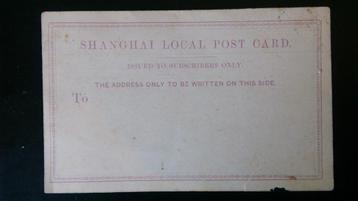 SHANGHAI LOCAL POST CARD.
ISSUED TO SUBSCRIBERS ONLY.
THE ADDRESS ONLY TO BE WRITTEN ON THIS SIDE.
To